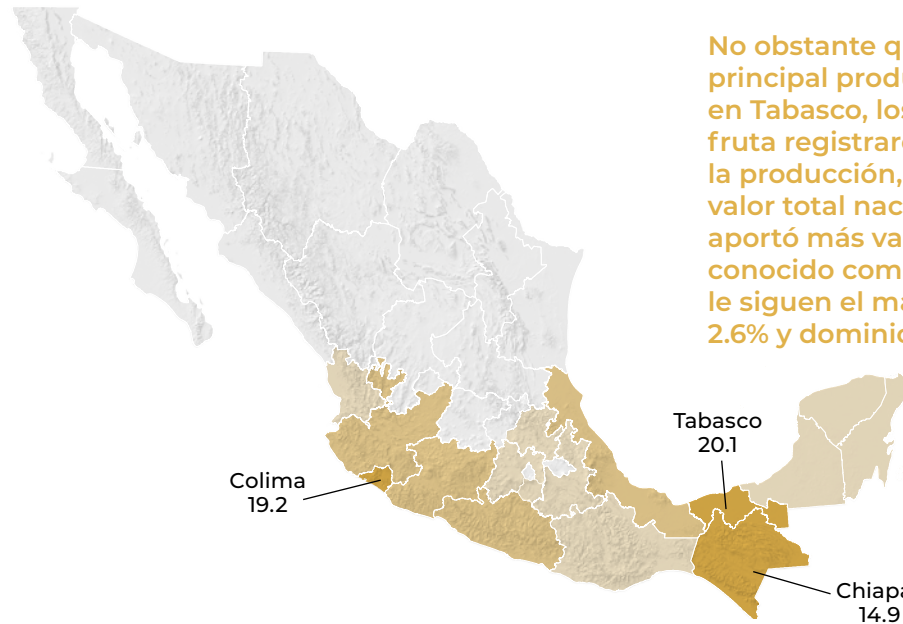 No obstante q
principal produ
en Tabasco, los
fruta registrar
la producción,
valor total nac
aportó más va
conocido com
le siguen el ma
2.6% y dominic
Tabasco
20.1
Colima
19.2
Chiapa
14.9